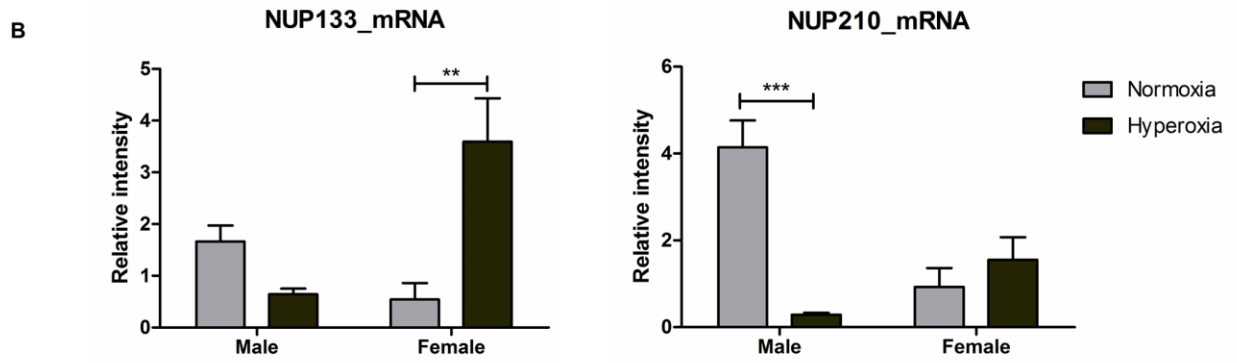 B
NUP133_mRNA
Relative intensity
5
4
3
2
1
0
**
Male
Female
NUP210_mRNA
Relative intensity
6
4
2
0
***
Male
Female
Normoxia
Hyperoxia